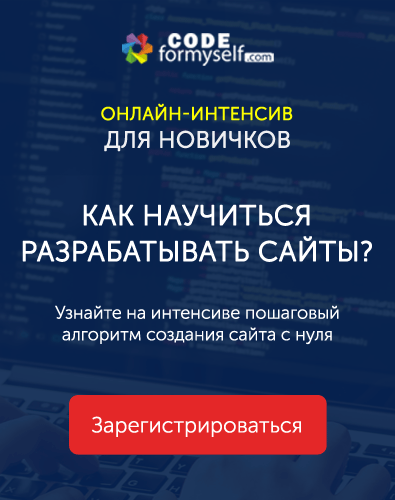 CODE
formyself.com
ОНЛАЙН-ИНТЕНСИВ
ДЛЯ НОВИЧКОВ
КАК НАУЧИТЬСЯ
РАЗРАБАТЫВАТЬ САЙТЫ?
Узнайте на интенсиве пошаговый
алгоритм создания сайта с нуля
Зарегистрироваться